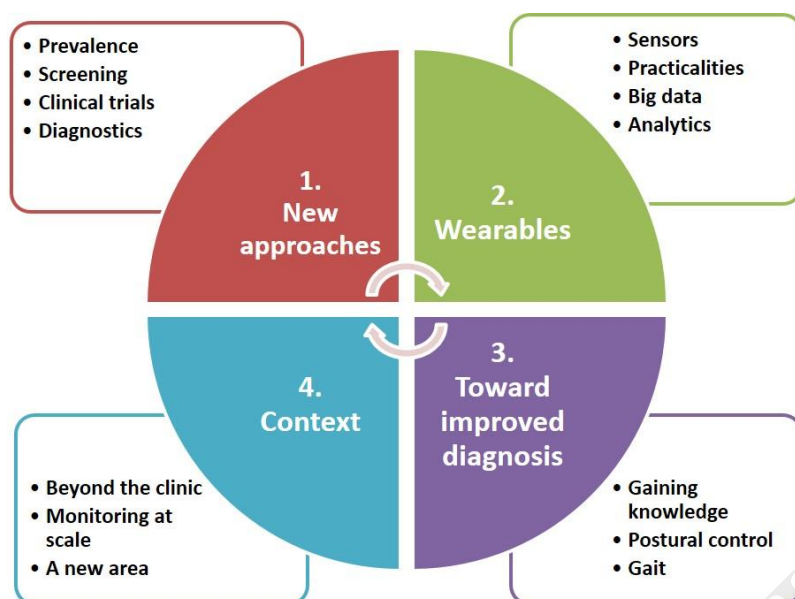 • Prevalence
• Screening
• Clinical trials
• Diagnostics
• Sensors
• Practicalities
• Big data
• Analytics
1.
New
approaches
2.
Wearables
3.
Toward
improved
diagnosis
4.
Context
• Beyond the clinic
• Monitoring at
scale
• A new area
• Gaining
knowledge
• Postural control
• Gait